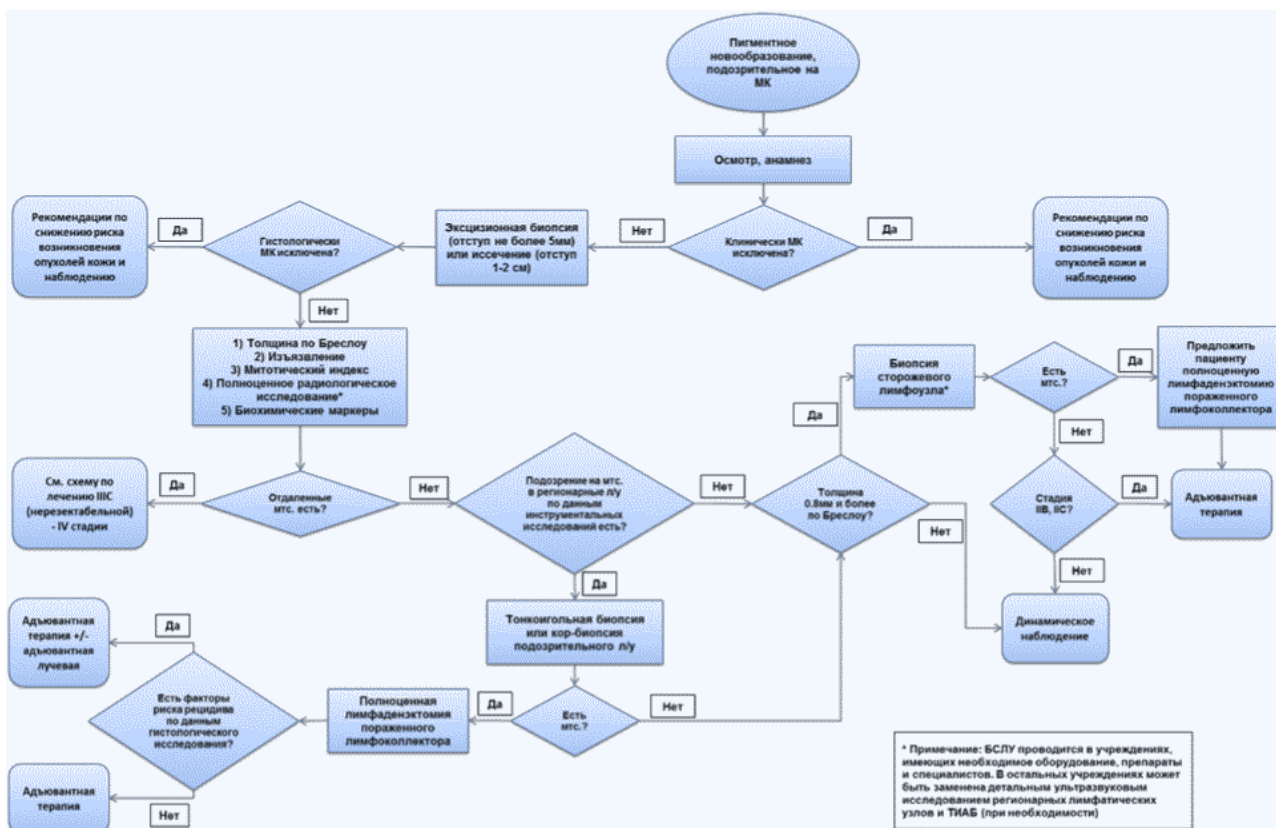 Пигментное
новообразование,
подозрительное на
МК
Осмотр, анамнез
Рекомендации по
снижению риска
возникновения
опухолей кожи и
наблюдению
Да
Гистологически
МК исключена?
Эксцизионная биопсия
(отступ не более 5мм)
или иссечение (отступ
1-2 см)
Нет
Клинически МК
исключена?
Да
Рекомендации по
снижению риска
возникновения
опухолей кожи и
наблюдению
Нет
1) Толщина по Бреслоу
2) Изъязвление
3) Митотический индекс
4) Полноценное радиологическое
исследование*
5) Биохимические маркеры
Биопсия
сторожевого
лимфоузла*
Есть
мтс.?
Да
Предложить
пациенту
полноценную
лимфаденэктомию
пораженного
лимфоколлектора
Да
Нет
См. схему по
лечению IIIC
(нерезектабельной)
- IV стадии
Да
Отдаленные
мтс. есть?
Нет
Подозрение на мтс.
в регионарные л/у
по данным
инструментальных
исследований есть?
Нет
Толщина
0.8мм и более
по Бреслоу?
Нет
Стадия
IIB, IIC?
Да
Адъювантная
терапия
Нет
Да
Тонкоигольная биопсия
или кор-биопсия
подозрительного л/у
Динамическое
наблюдение
Адъювантная
терапия +/-
адъювантная
лучевая
Да
Есть факторы
риска рецидива
по данным
гистологического
исследования?
Полноценная
лимфаденэктомия
пораженного
лимфоколлектора
Да
Есть
мтс.?
Нет
Адъювантная
терапия
Нет
* Примечание: БСЛУ проводится в учреждениях,
имеющих необходимое оборудование, препараты
и специалистов. В остальных учреждениях может
быть заменена детальным ультразвуковым
исследованием регионарных лимфатических
узлов и ТИАБ (при необходимости)